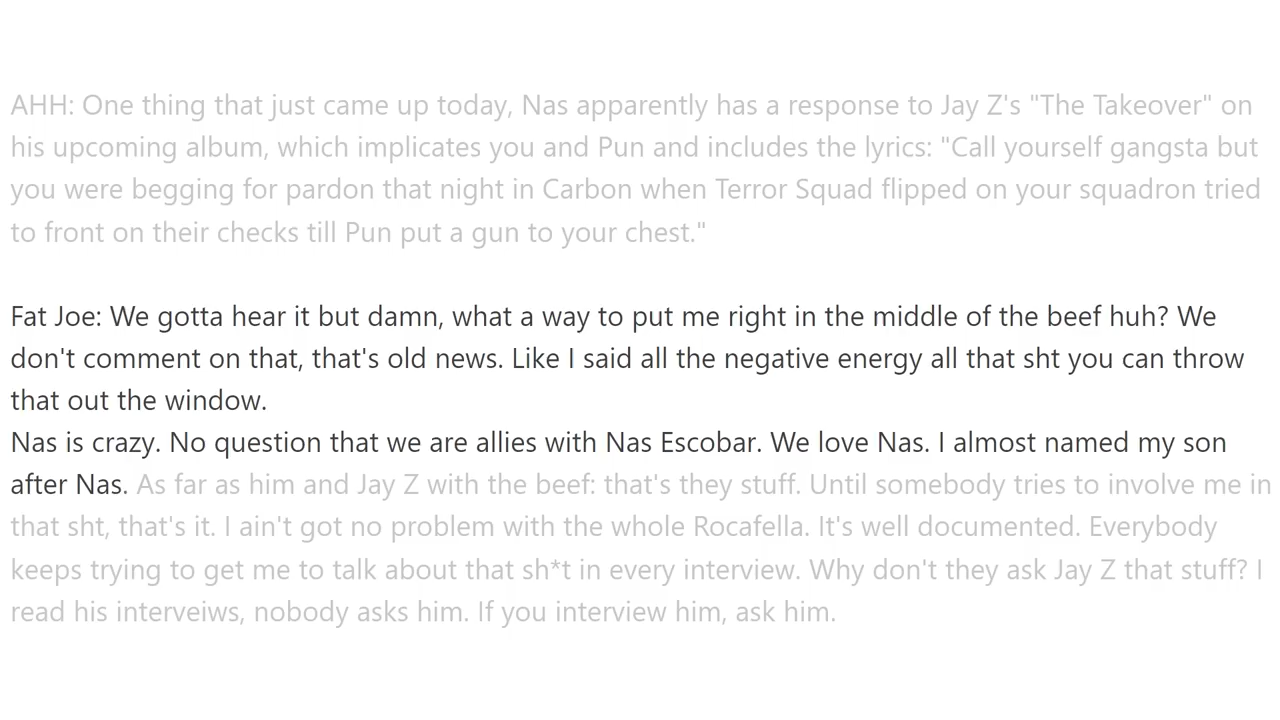 AHH: One thing that just came up today, Nas apparently has a response to Jay Z's "The Takeover" on
his upcoming album, which implicates you and Pun and includes the lyrics: "Call yourself gangsta but
you were begging for pardon that night in Carbon when Terror Squad flipped on your squadron tried
to front on their checks till Pun put a gun to your chest."
Fat Joe: We gotta hear it but damn, what a way to put me right in the middle of the beef huh? We
don't comment on that, that's old news. Like I said all the negative energy all that sht you can throw
that out the window.
Nas is crazy. No question that we are allies with Nas Escobar. We love Nas. I almost named my son
after Nas. As far as him and Jay Z with the beef: that's they stuff. Until somebody tries to involve me in
that sht, that's it. I ain't got no problem with the whole Rocafella. It's well documented. Everybody
keeps trying to get me to talk about that sh*t in every interview. Why don't they ask Jay Z that stuff? I
read his interveiws, nobody asks him. If you interview him, ask him.